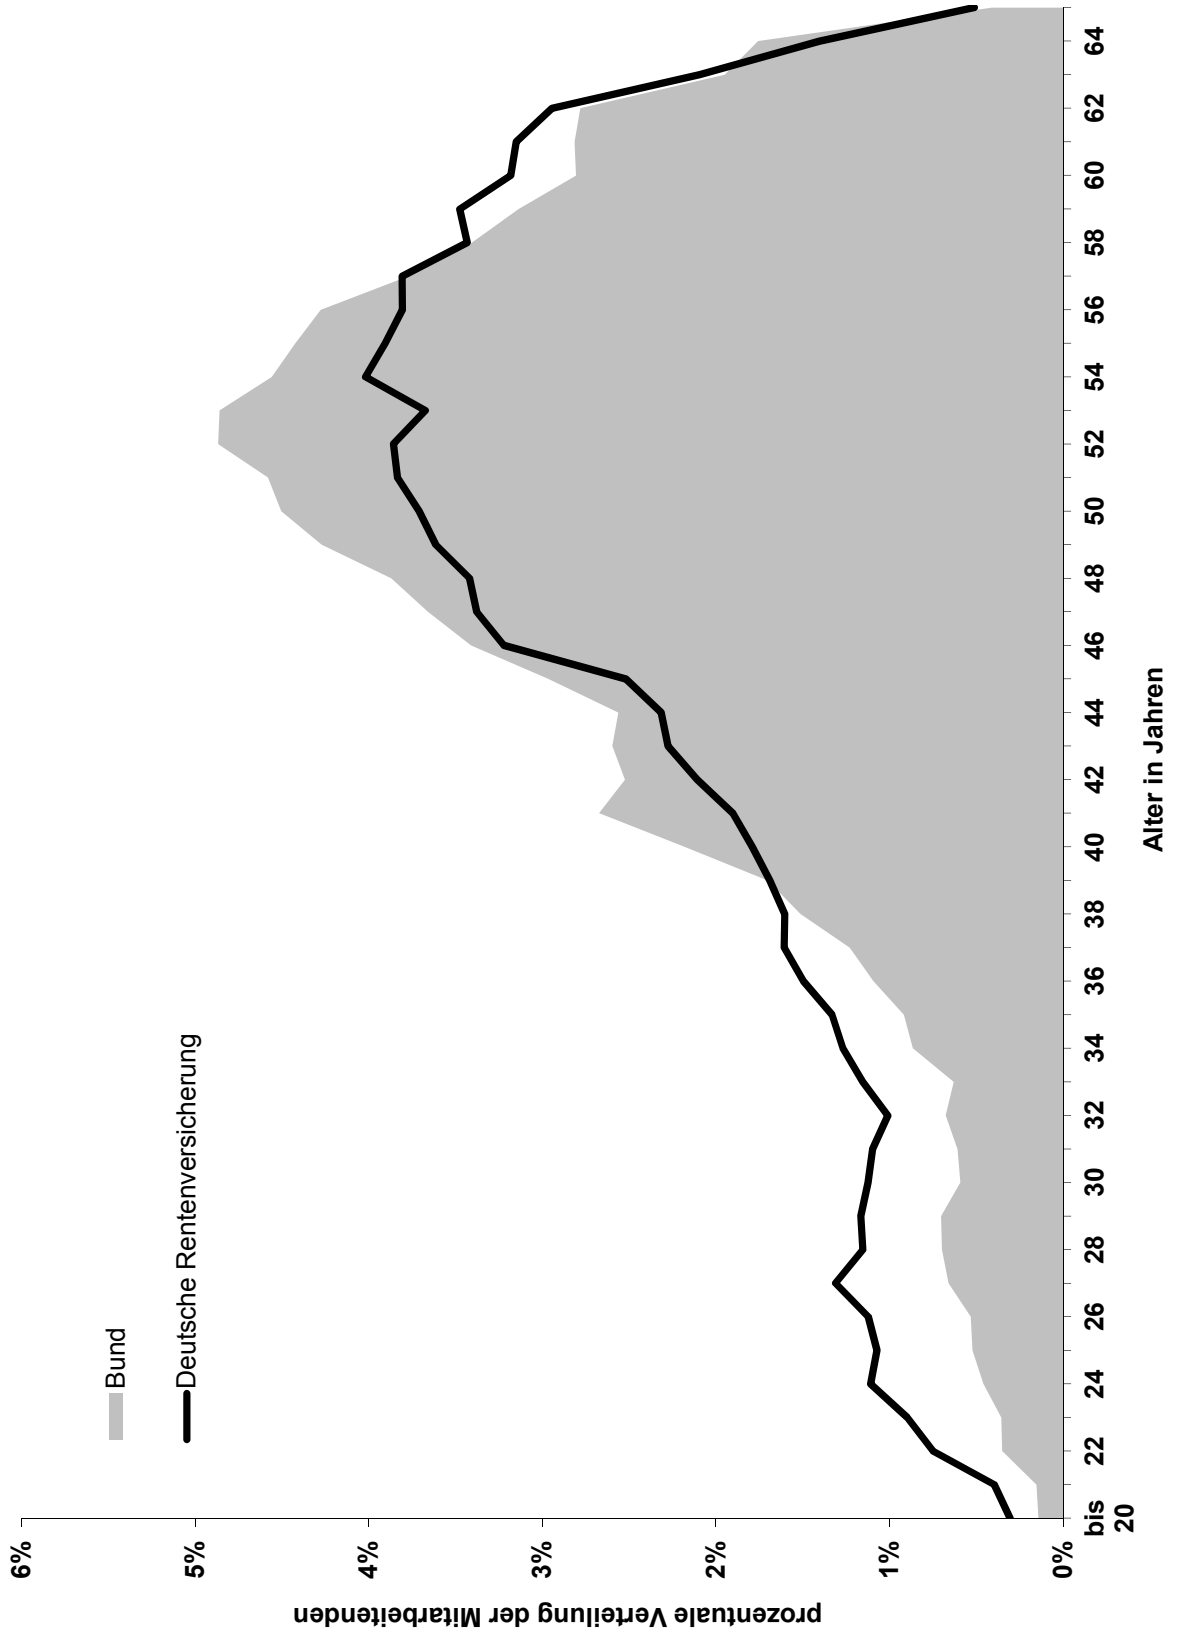 Bund
Deutsche Rentenversicherung
6%
5%
4%
3%
2%
1%
0%
prozentuale Verteilung der Mitarbeitenden
bis 22 24 26 28 30 32 34 36 38 40 42 44 46 48 50 52 54 56 58 60 62 64
20
Alter in Jahren